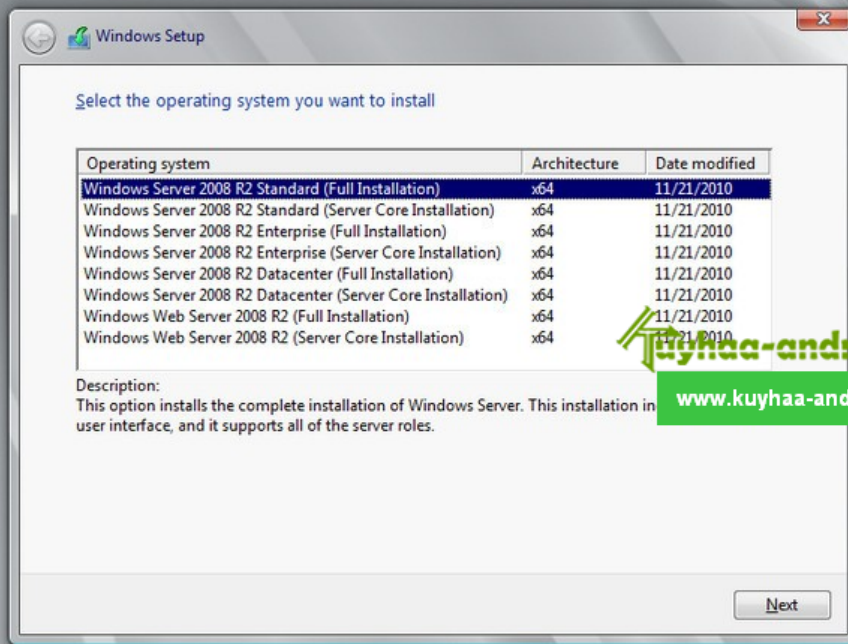 Windows Setup
Select the operating system you want to install
Operating system Architecture Date modified
Windows Server 2008 R2 Standard (Full Installation) x64 11/21/2010
Windows Server 2008 R2 Standard (Server Core Installation) x64 11/21/2010
Windows Server 2008 R2 Enterprise (Full Installation) x64 11/21/2010
Windows Server 2008 R2 Enterprise (Server Core Installation) x64 11/21/2010
Windows Server 2008 R2 Datacenter (Full Installation) x64 11/21/2010
Windows Server 2008 R2 Datacenter (Server Core Installation) x64 11/21/2010
Windows Web Server 2008 R2 (Full Installation) x64 11/21/2010
Windows Web Server 2008 R2 (Server Core Installation) x64 11/21/2010
Kuyhaa-andr
Description:
This option installs the complete installation of Windows Server. This installation in
www.kuyhaa-and
user interface, and it supports all of the server roles.
Next